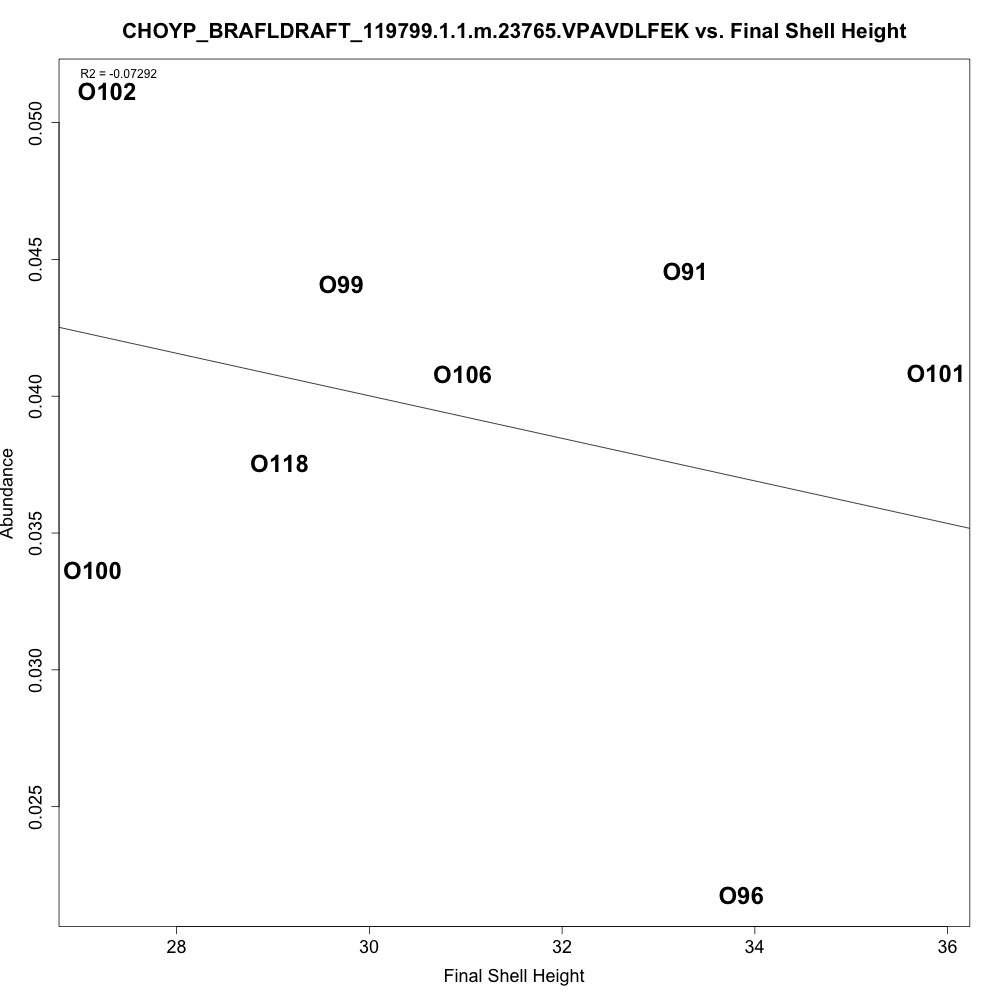 CHOYP_BRAFLDRAFT_119799.1.1.m.23765.VPAVDLFEK vs. Final Shell Height
R2 = -0.07292
O102
0.050
0.045
O91
O99
0.040
O106
O101
O118
Abundance
0.035
O100
0.030
0.025
O96
28 30 32 34 36
Final Shell Height